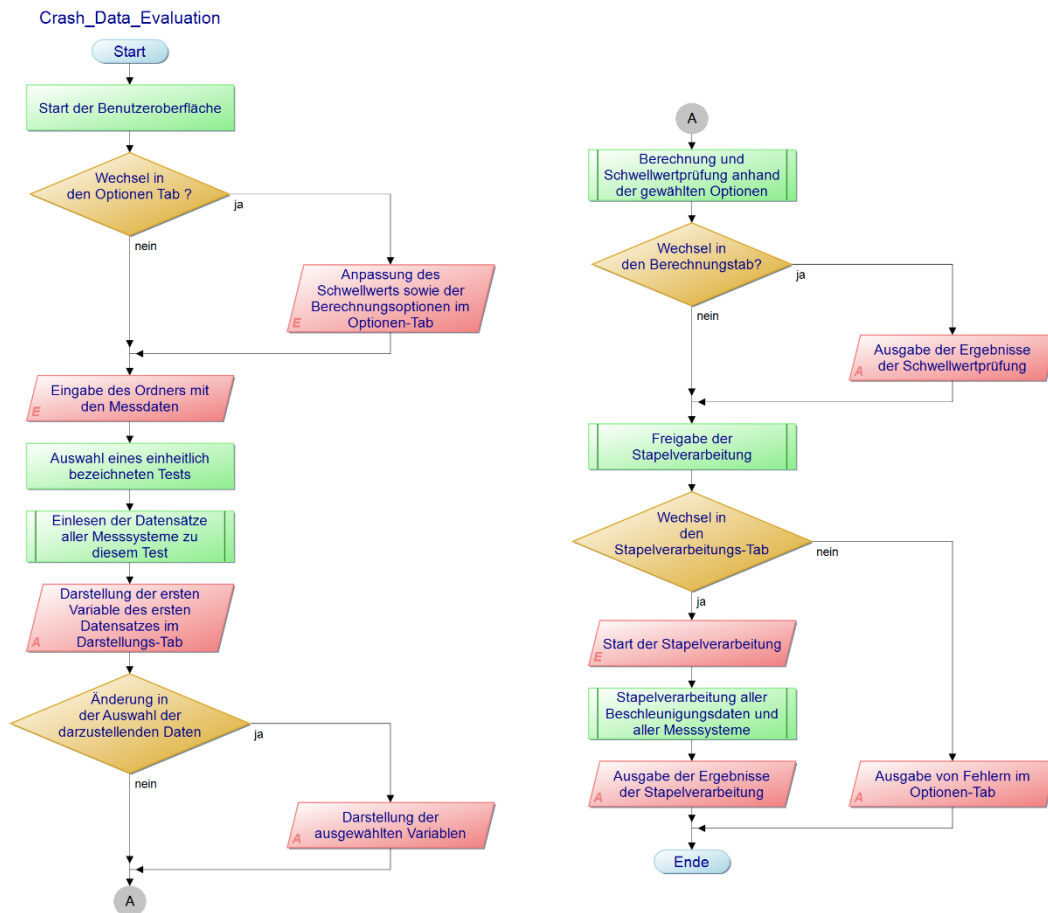 Crash_Data_Evaluation
Start
Start der Benutzeroberfläche
Wechsel in
den Optionen Tab ?
ja
nein
Anpassung des
Schwellwerts sowie der
Berechnungsoptionen im
Optionen-Tab
E
Eingabe des Ordners mit
den Messdaten
E
Auswahl eines einheitlich
bezeichneten Tests
Einlesen der Datensätze
aller Messsysteme zu
diesem Test
Darstellung der ersten
Variable des ersten
Datensatzes im
Darstellungs-Tab
A
Änderung in
der Auswahl der
darzustellenden Daten
ja
nein
Darstellung der
ausgewählten Variablen
A
A
A
Berechnung und
Schwellwertprüfung anhand
der gewählten Optionen
Wechsel in
den Berechnungstab?
ja
nein
Ausgabe der Ergebnisse
der Schwellwertprüfung
A
Freigabe der
Stapelverarbeitung
Wechsel in
den
Stapelverarbeitungs-Tab
nein
ja
Start der Stapelverarbeitung
E
Stapelverarbeitung aller
Beschleunigungsdaten und
aller Messsysteme
Ausgabe der Ergebnisse
der Stapelverarbeitung
A
Ausgabe von Fehlern im
Optionen-Tab
A
Ende